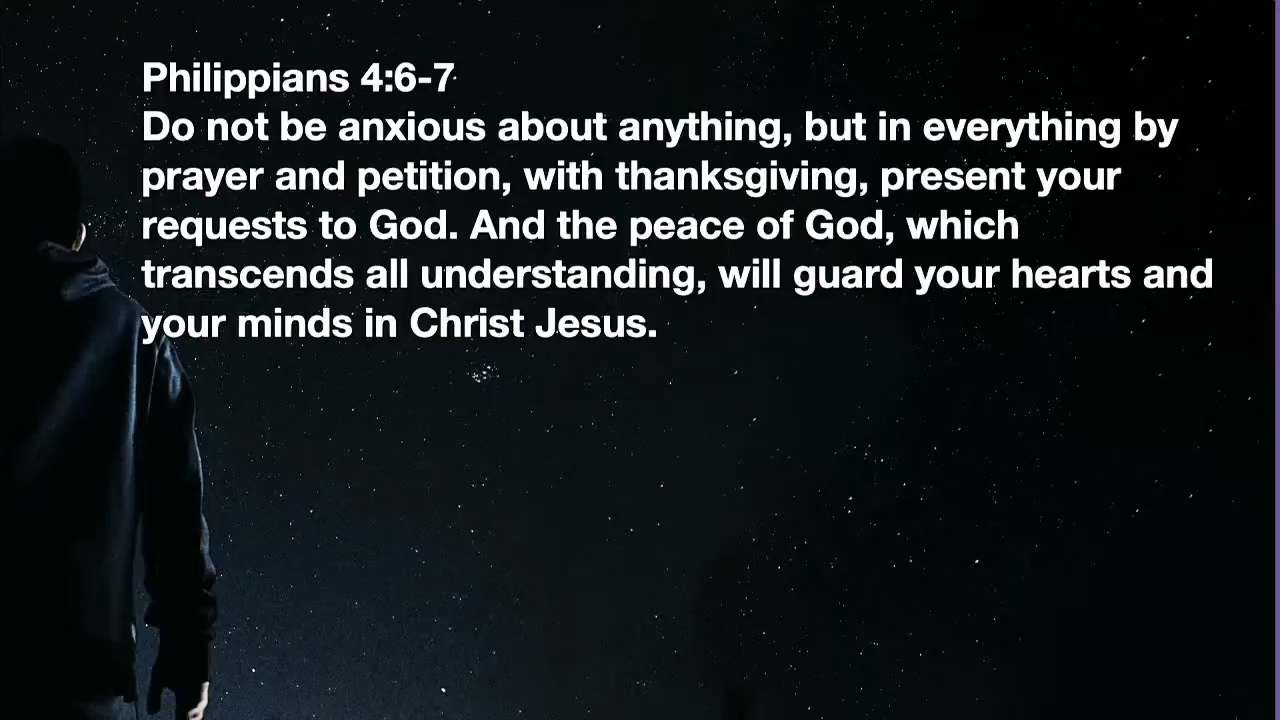 Philippians 4:6-7
Do not be anxious about anything, but in everything by
prayer and petition, with thanksgiving, present your
requests to God. And the peace of God, which
transcends all understanding, will guard your hearts and
your minds in Christ Jesus.